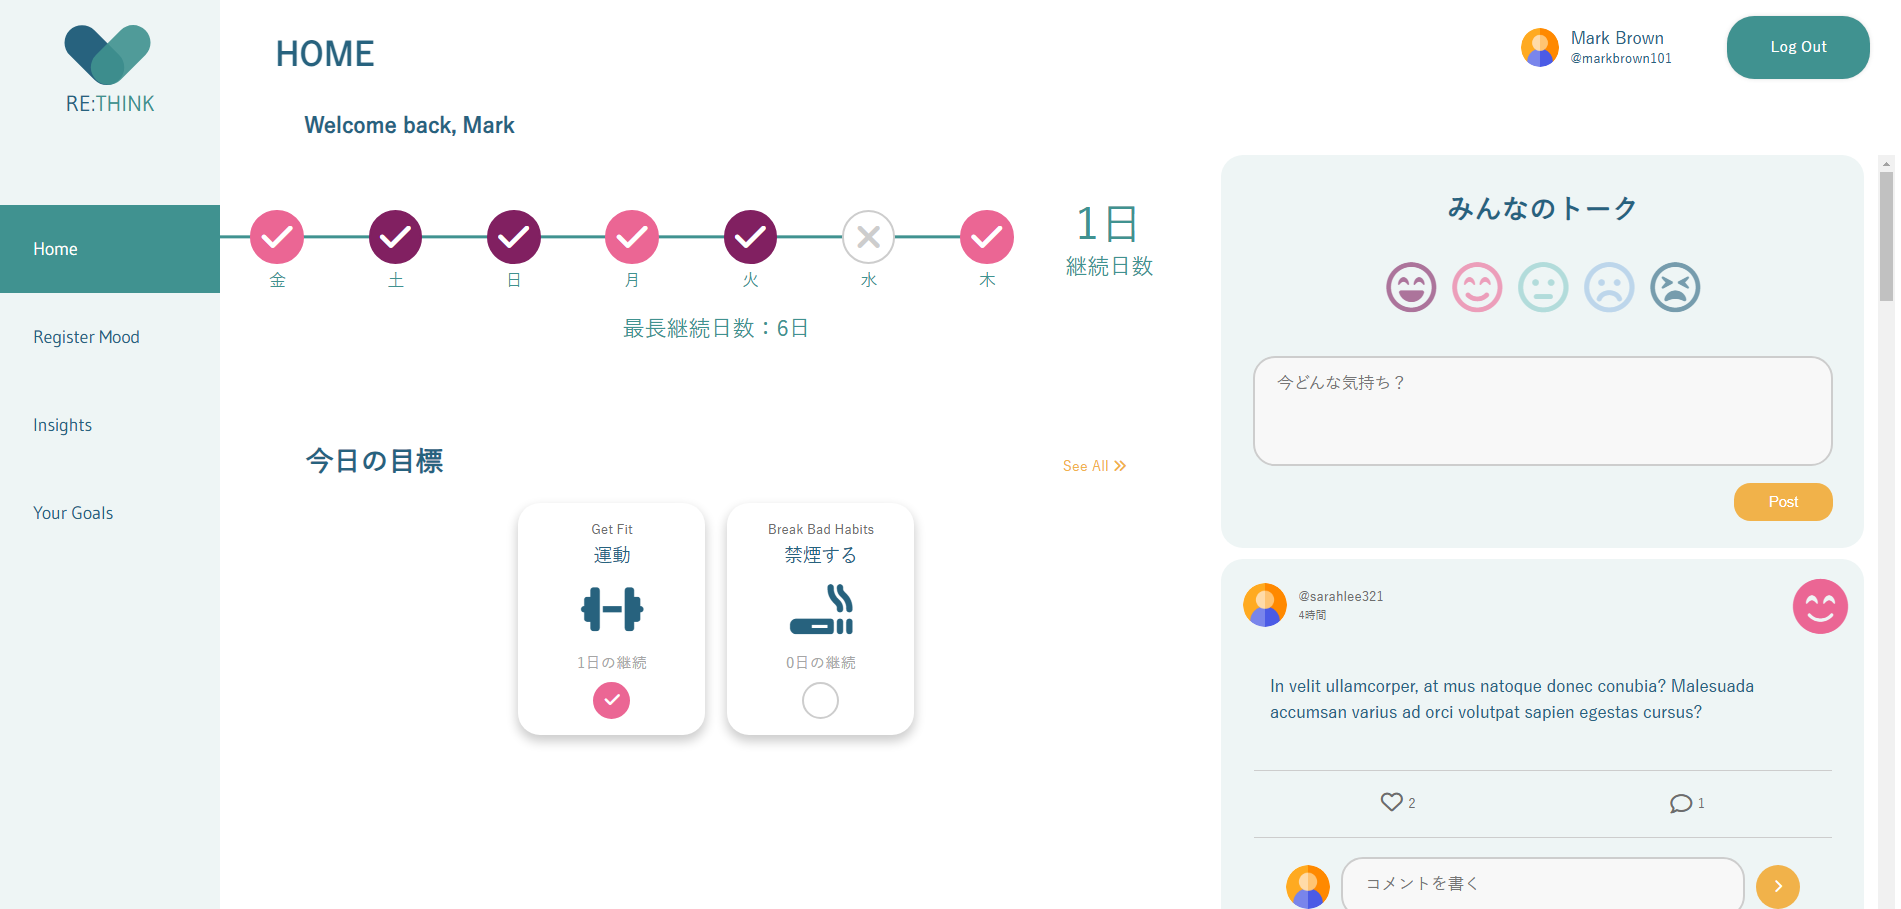 RE:THINK
Home
Register Mood
Insights
Your Goals
HOME
Mark Brown
@markbrown101
Log Out
Welcome back, Mark
金 土 日 月 火 水 木
1日
継続日数
最長継続日数：6日
今日の目標
See All
Get Fit
運動
1日の継続
Break Bad Habits
禁煙する
0日の継続
みんなのトーク
今どんな気持ち？
Post
@sarahlee321
4時間
In velit ullamcorper, at mus natoque donec conubia? Malesuada
accumsan varius ad orci volutpat sapien egestas cursus?
2
1
コメントを書く